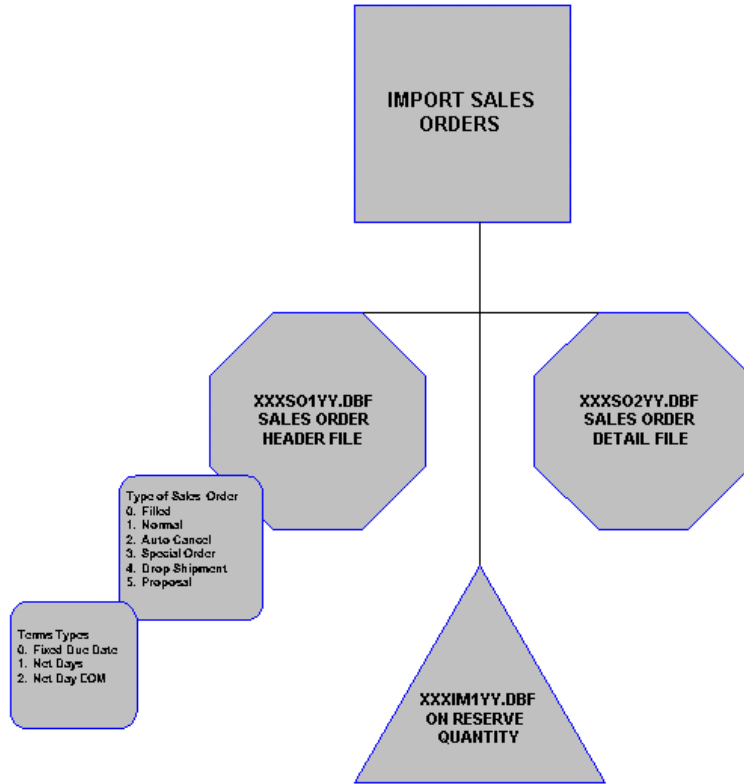 IMPORT SALES
ORDERS
XXXSO1YY.DBF
SALES ORDER
HEADER FILE
XXXSO2YY.DBF
SALES ORDER
DETAIL FILE
Type of Sales Order
0. Filled
1. Normal
2. Auto Cancel
3. Special Order
4. Drop Shipment
5. Proposal
Terms Types
0. Fixed Due Date
1. Net Days
2. Net Day EOM
XXXIM1YY.DBF
ON RESERVE
QUANTITY